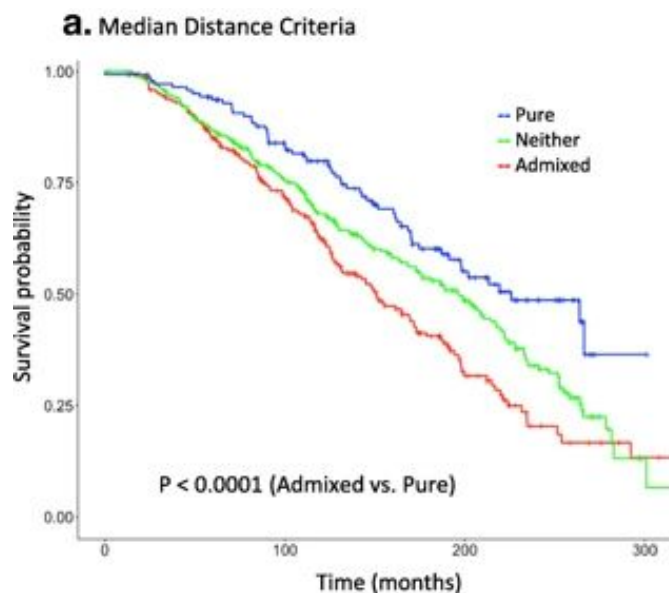 a. Median Distance Criteria
1.00
Pure
Neither
Admixed
0.75
Survival probability
0.50
0.25
P < 0.0001 (Admixed vs. Pure)
0.00
0 100 200 300
Time (months)